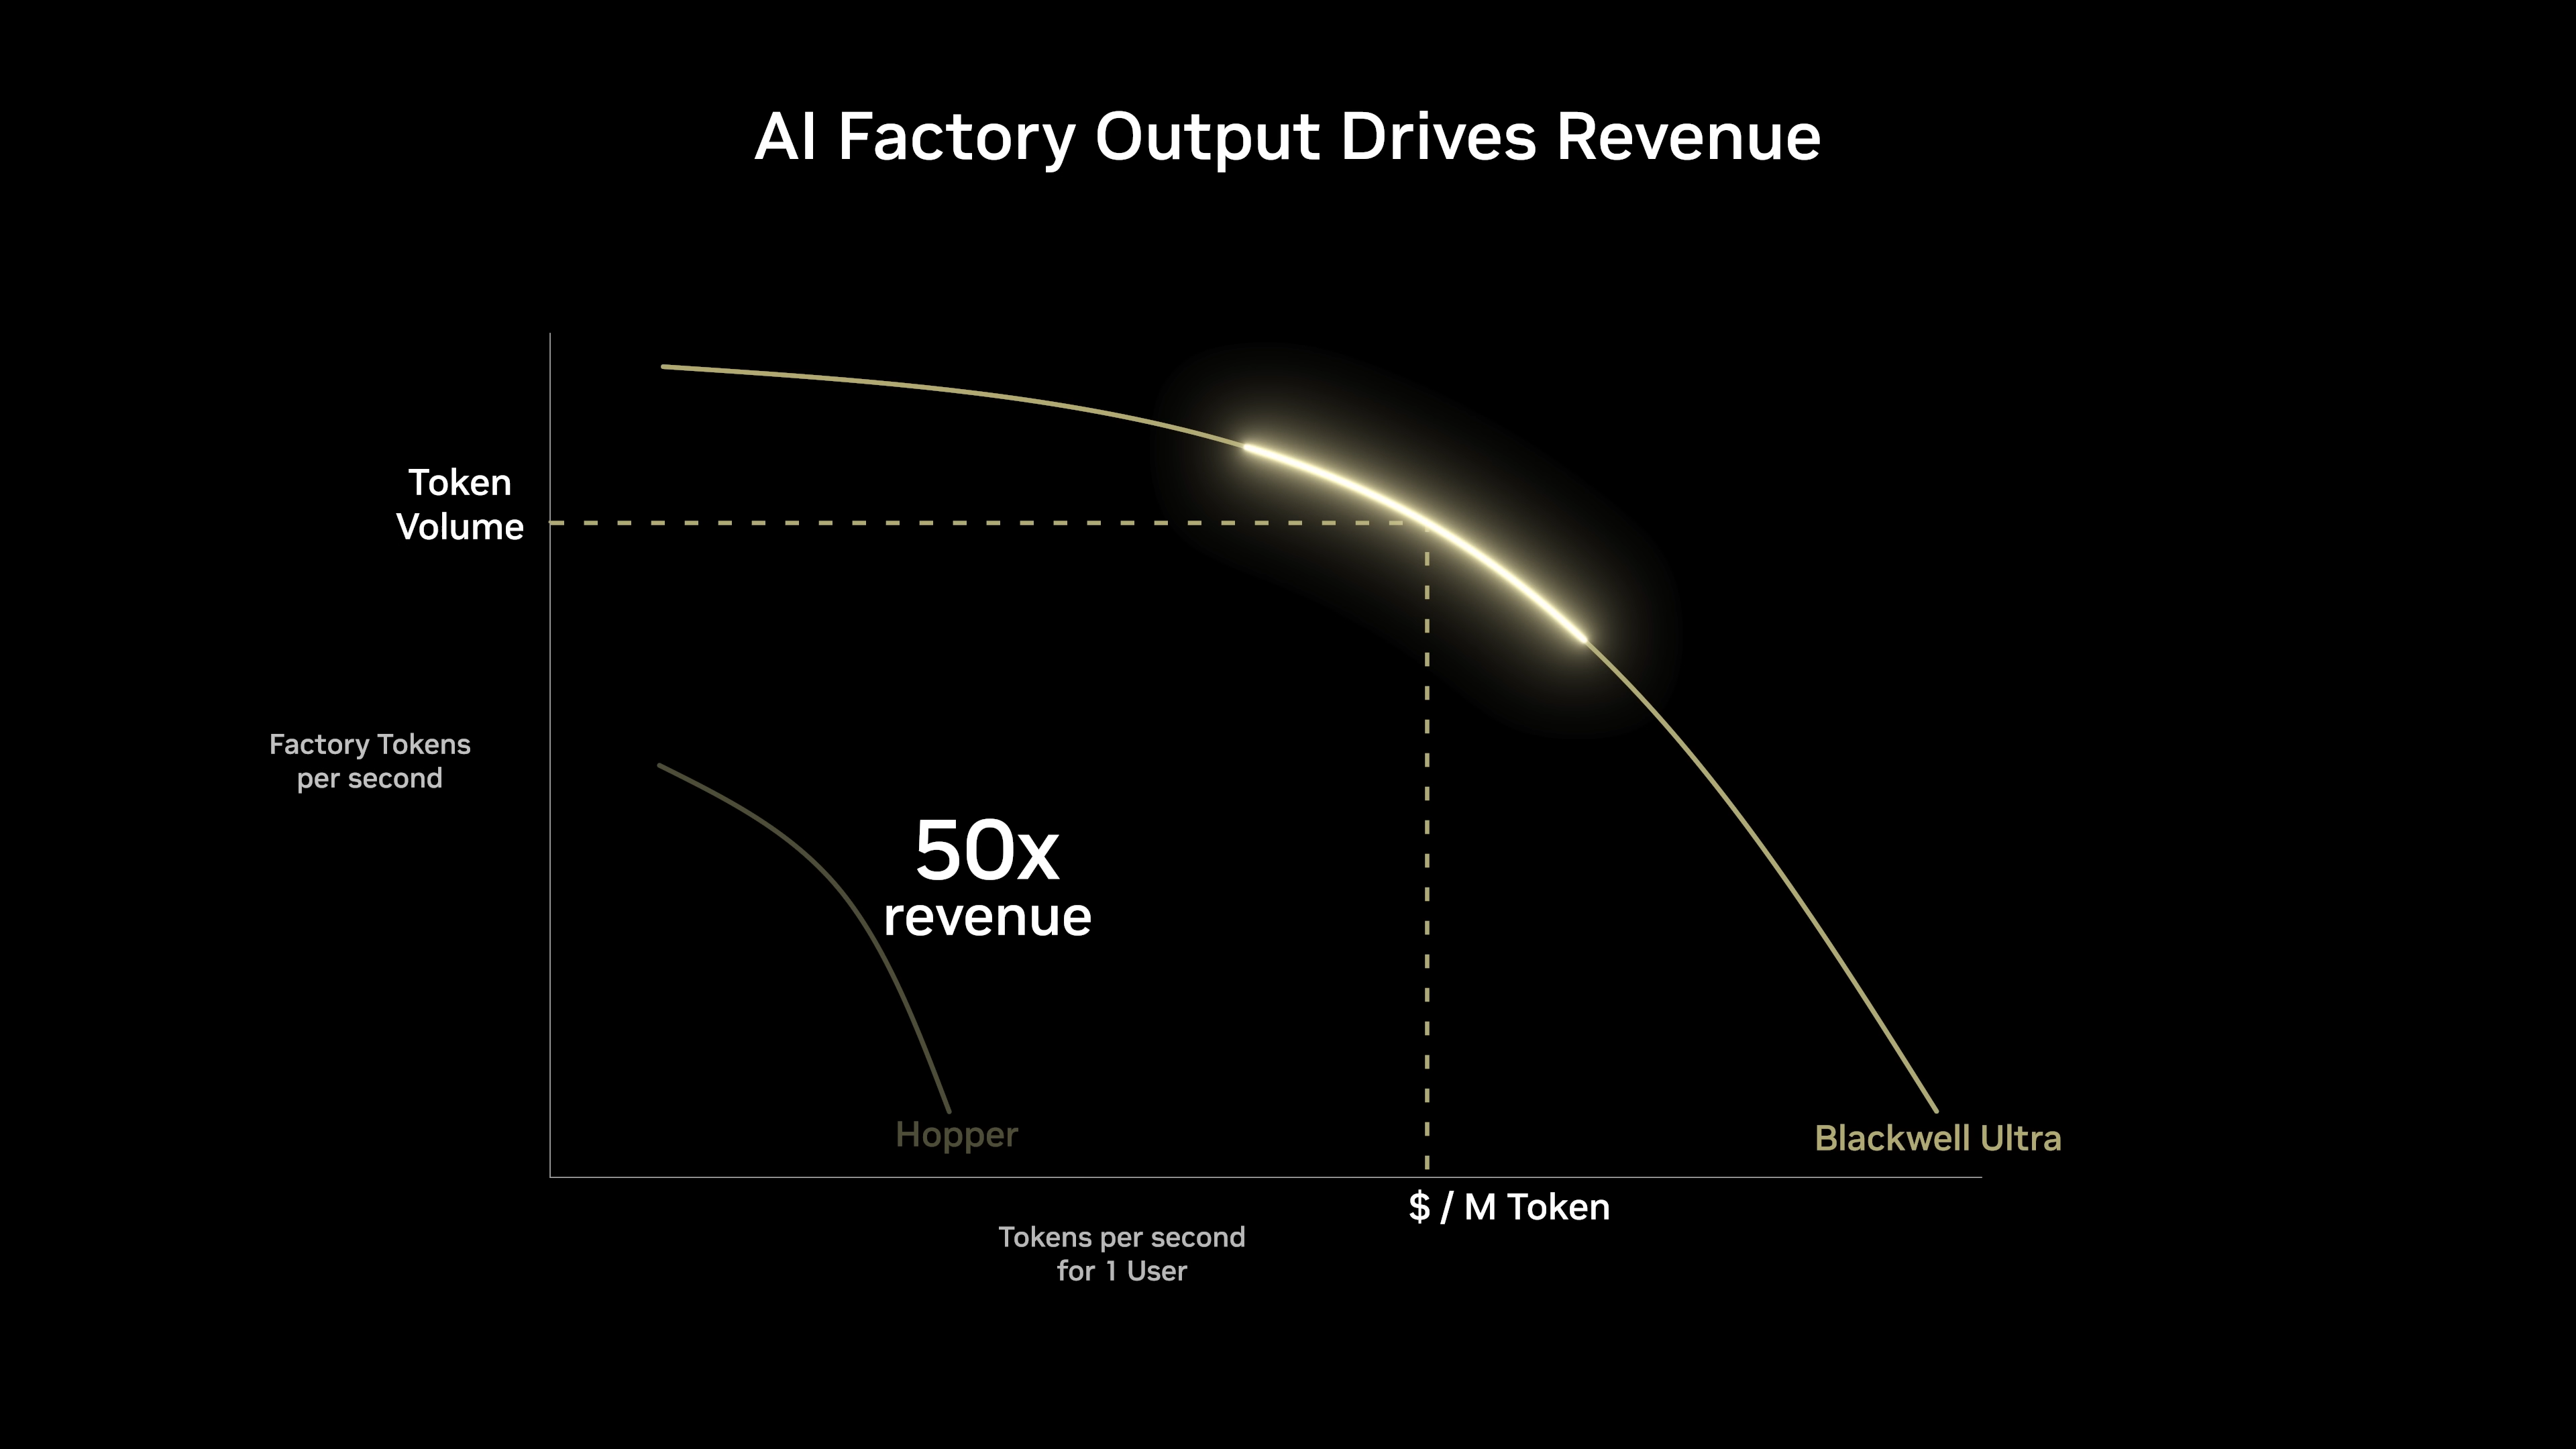 AI Factory Output Drives Revenue
Token
Volume
Factory Tokens
per second
50x
revenue
Hopper
Blackwell Ultra
$ / M Token
Tokens per second
for 1 User